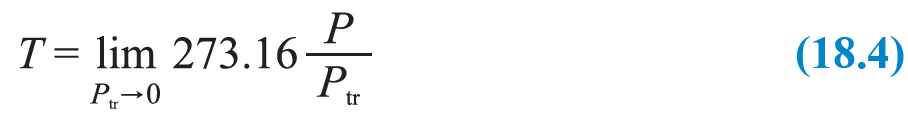 T = lim_{P_tr→0} 273.16 P/P_tr (18.4)